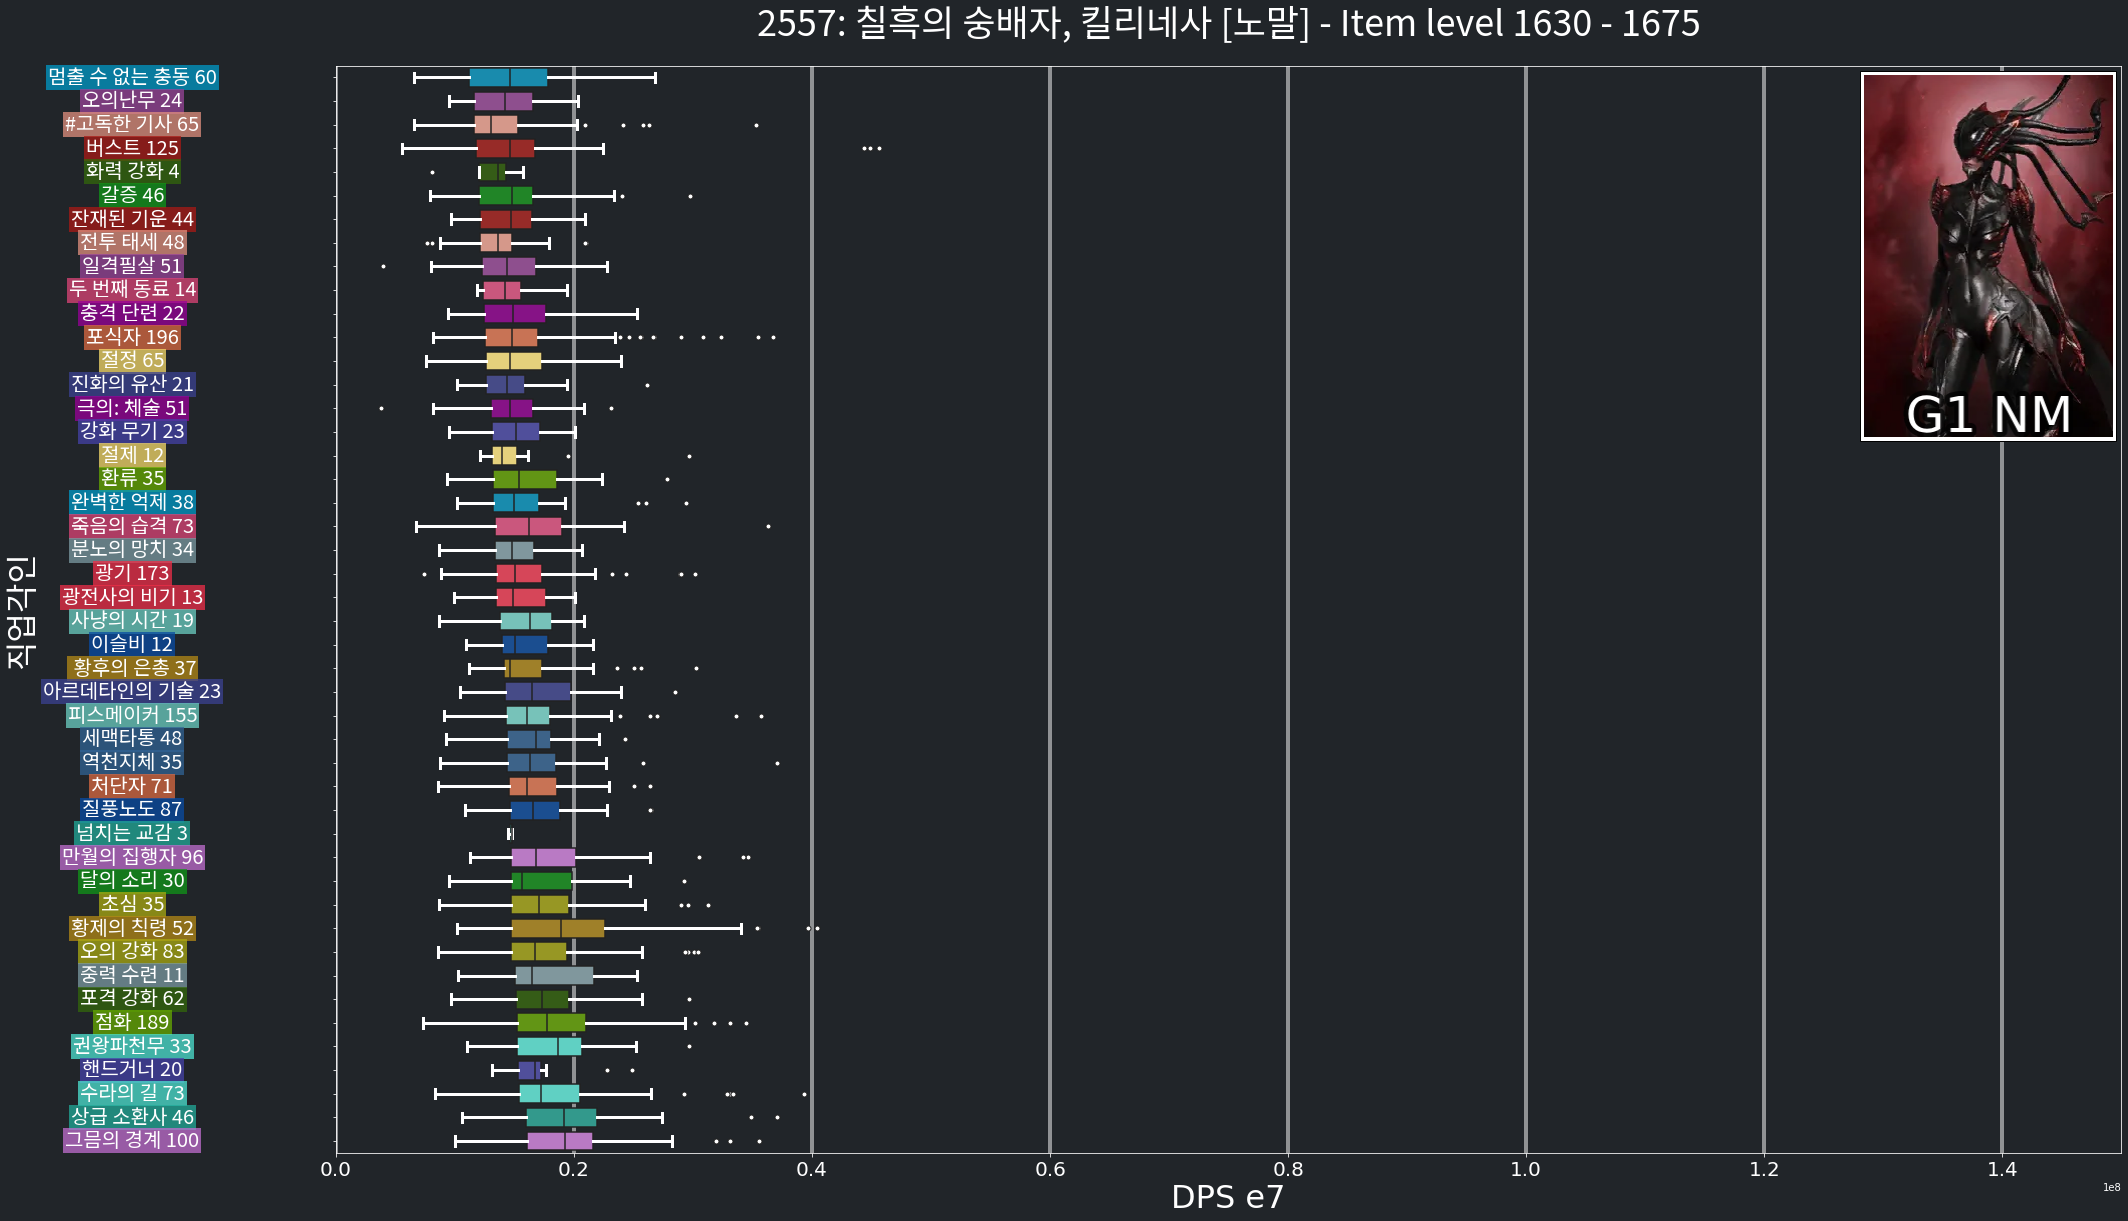 2557: 칠흑의 숭배자, 킬리네사 [노말] - Item level 1630 - 1675
멈출 수 없는 충동 60
오의난무 24
#고독한 기사 65
버스트 125
화력 강화 4
갈증 46
잔재된 기운 44
전투 태세 48
일격필살 51
두 번째 동료 14
충격 단련 22
포식자 196
절정 65
진화의 유산 21
극의: 체술 51
강화 무기 23
절제 12
환류 35
완벽한 억제 38
죽음의 습격 73
분노의 망치 34
광기 173
광전사의 비기 13
사냥의 시간 19
이슬비 12
황후의 은총 37
아르데타인의 기술 23
피스메이커 155
세맥타통 48
역천지체 35
처단자 71
질풍노도 87
넘치는 교감 3
만월의 집행자 96
달의 소리 30
초심 35
황제의 칙령 52
오의 강화 83
중력 수련 11
포격 강화 62
점화 189
권왕파천무 33
핸드거너 20
수라의 길 73
상급 소환사 46
그믐의 경계 100
직업각인
G1 NM
0.0 0.2 0.4 0.6 0.8 1.0 1.2 1.4
1e8
DPS e7